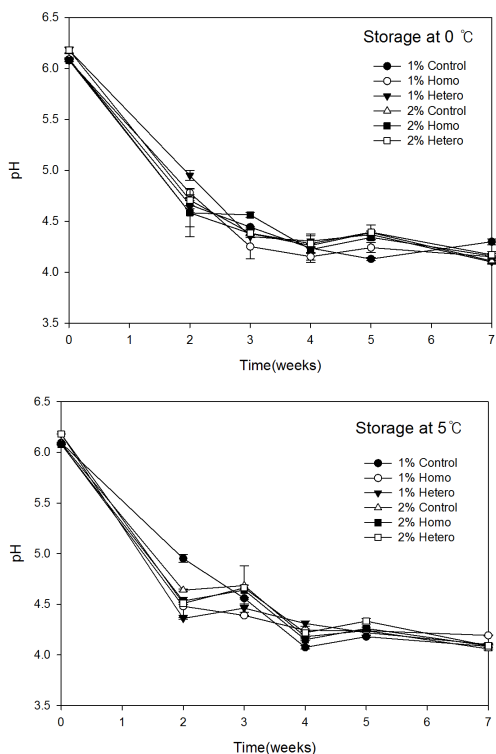 Storage at 0 ℃
1% Control
1% Homo
1% Hetero
2% Control
2% Homo
2% Hetero
6.5
6.0
5.5
5.0
4.5
4.0
3.5
pH
0 1 2 3 4 5 6 7
Time(weeks)
Storage at 5℃
1% Control
1% Homo
1% Hetero
2% Control
2% Homo
2% Hetero
6.5
6.0
5.5
5.0
4.5
4.0
3.5
pH
0 1 2 3 4 5 6 7
Time(weeks)